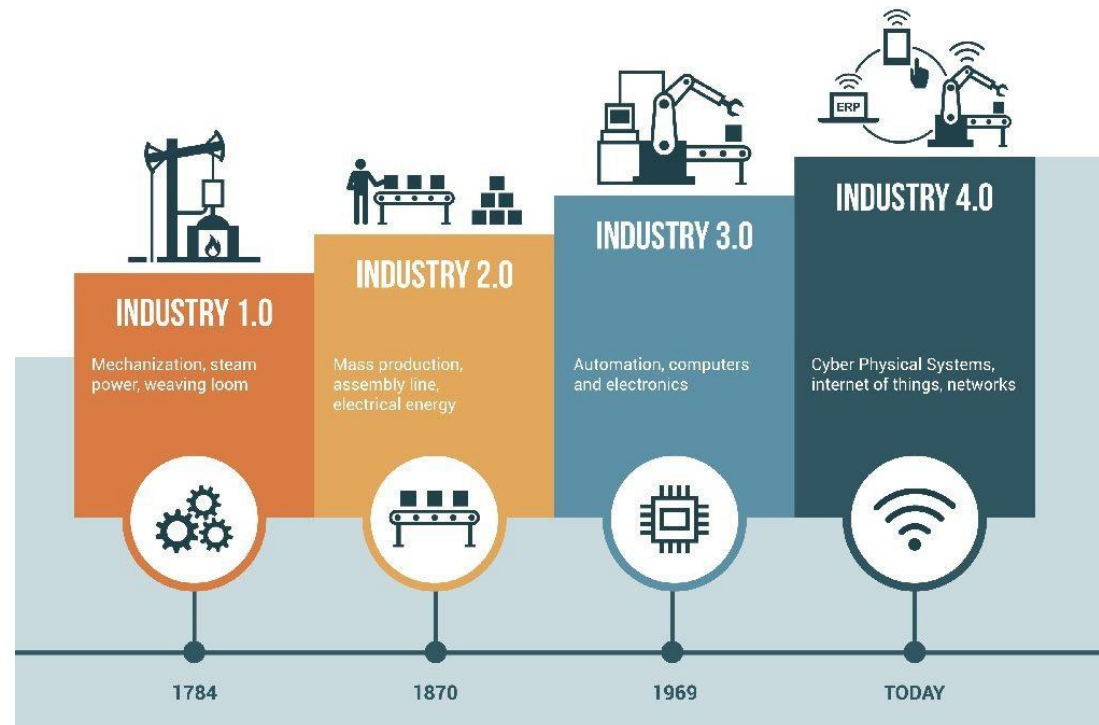 ERP
INDUSTRY 1.0
Mechanization, steam
power, weaving loom
INDUSTRY 2.0
Mass production,
assembly line,
electrical energy
INDUSTRY 3.0
Automation, computers
and electronics
INDUSTRY 4.0
Cyber Physical Systems,
internet of things, networks
1784
1870
1969
TODAY